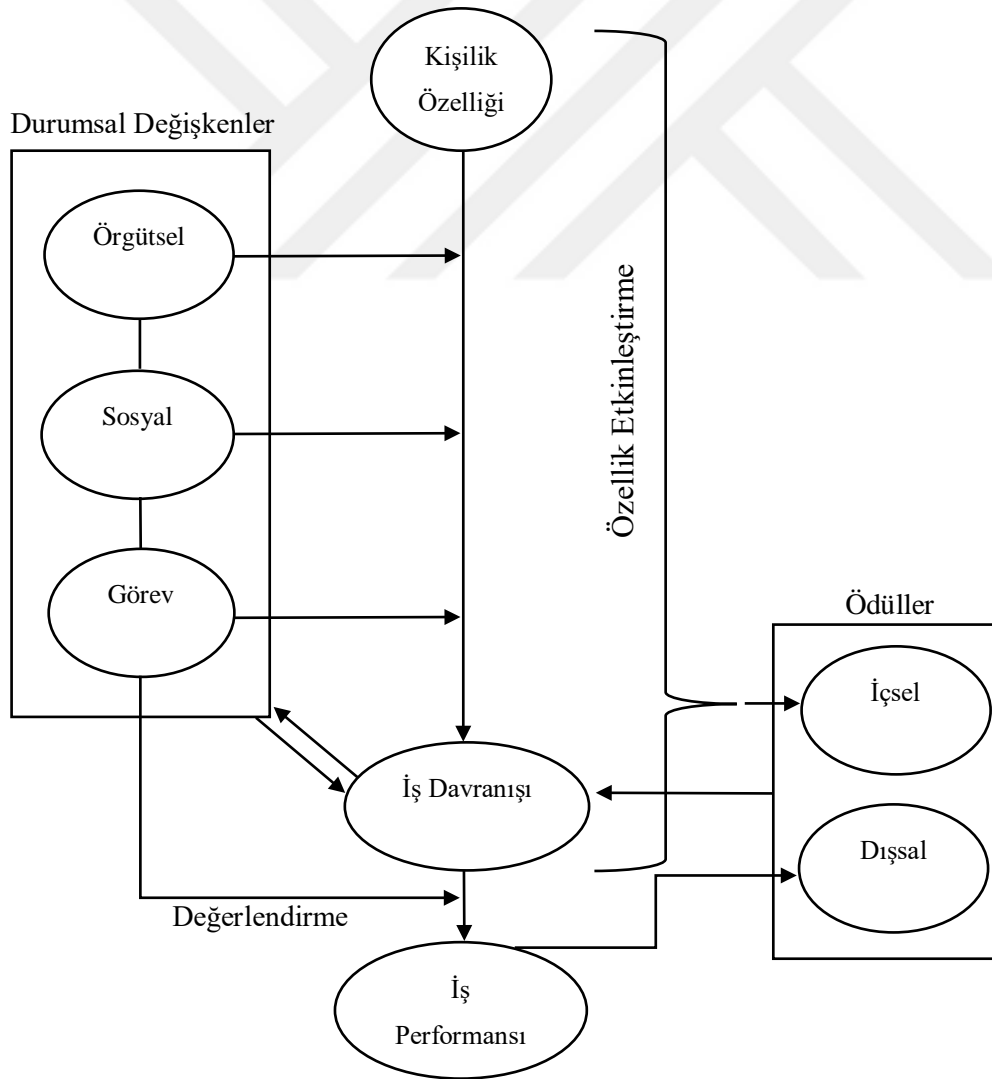 Kişilik
Özelliği
Durumsal Değişkenler
Örgütsel
Sosyal
Görev
Özellik Etkinleştirme
Ödüller
İçsel
İş Davranışı
Dışsal
Değerlendirme
İş
Performansı